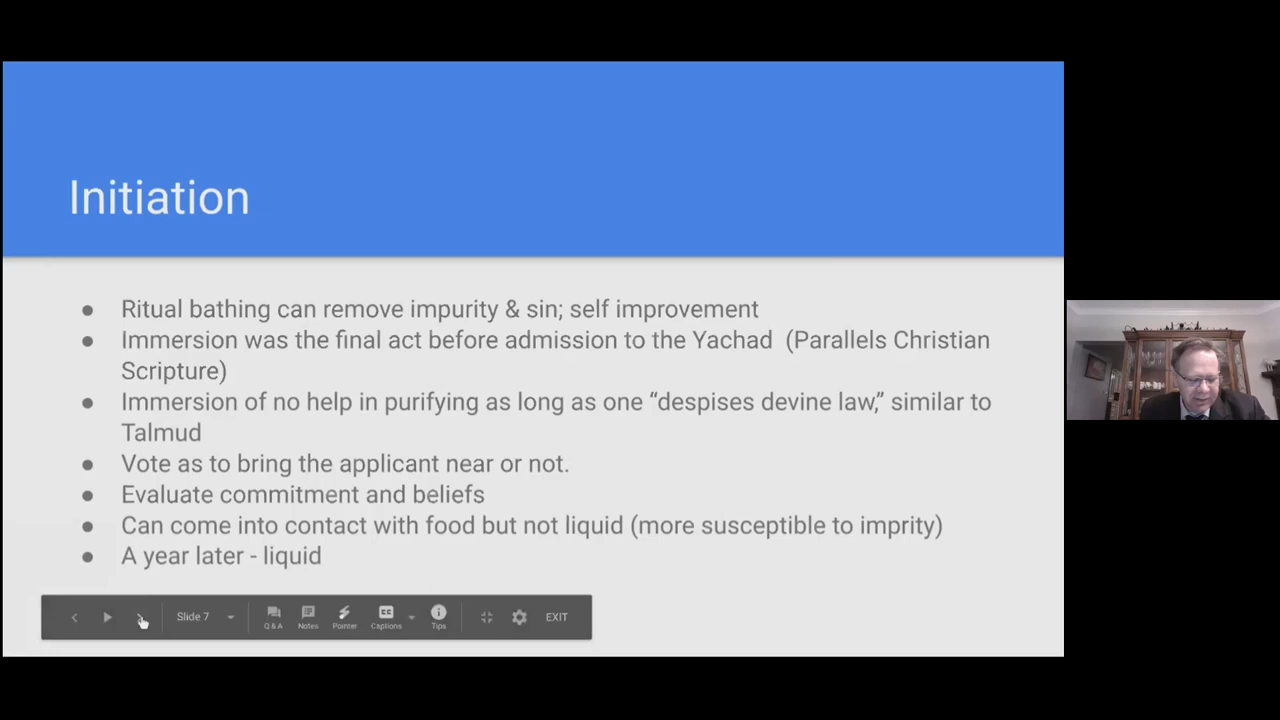 Initiation
● Ritual bathing can remove impurity & sin; self improvement
● Immersion was the final act before admission to the Yachad (Parallels Christian
Scripture)
● Immersion of no help in purifying as long as one “despises devine law,” similar to
Talmud
● Vote as to bring the applicant near or not.
● Evaluate commitment and beliefs
● Can come into contact with food but not liquid (more susceptible to imprity)
● A year later - liquid
Slide 7
Q & A
Notes
Pointer
CC
Captions
Tips
EXIT